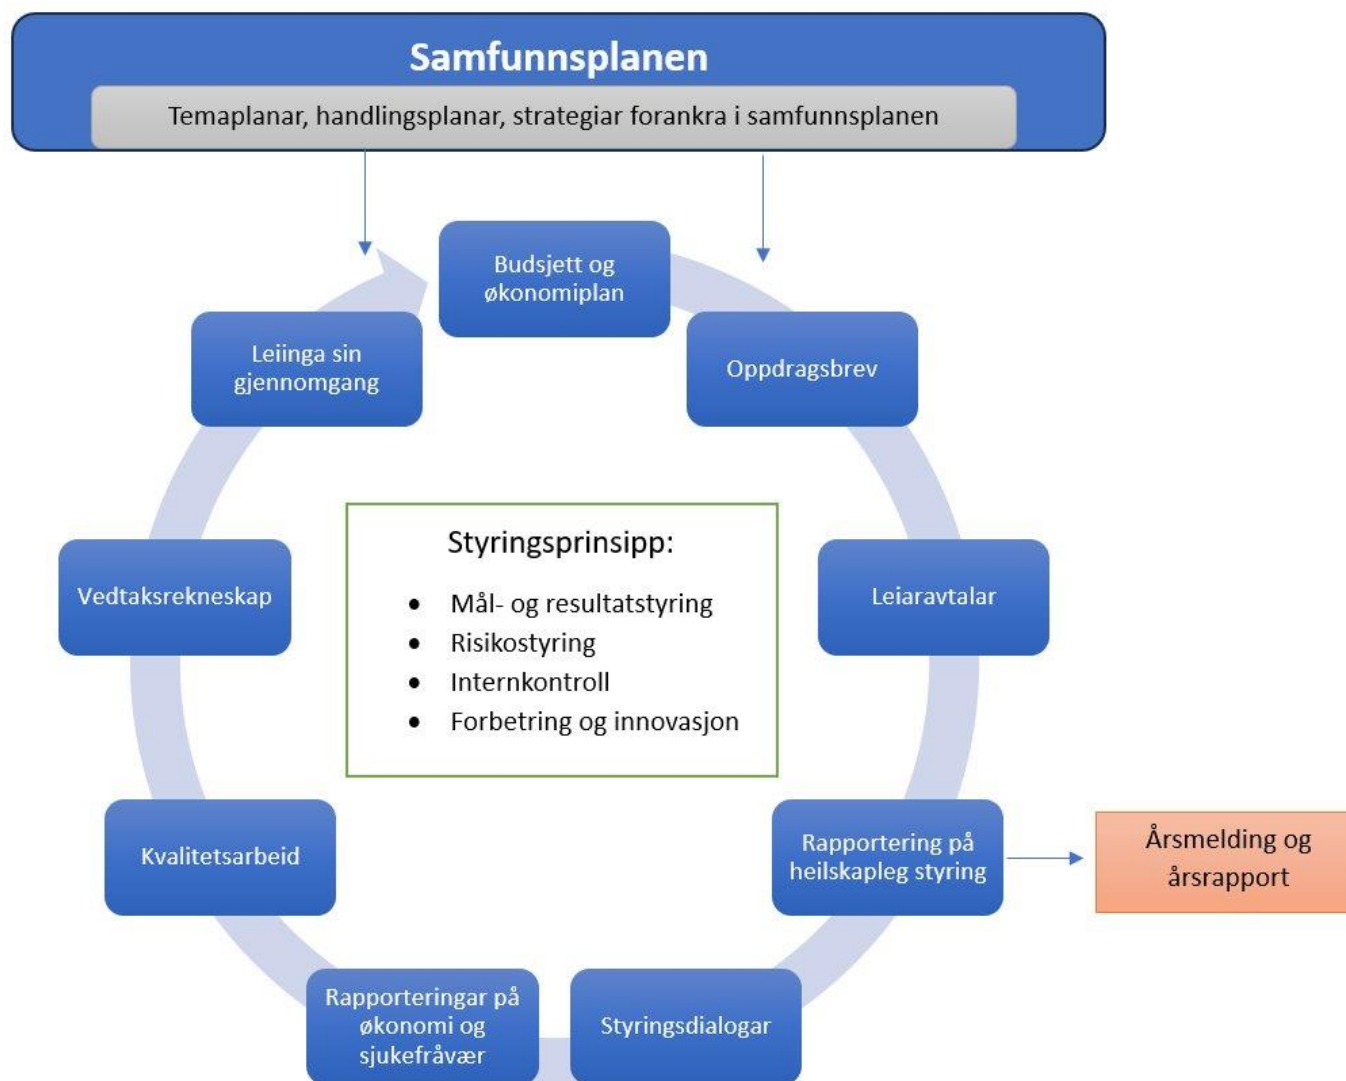 Samfunnsplanen
Temaplanar, handlingsplanar, strategiar forankra i samfunnsplanen
Budsjett og
økonomiplan
Oppdragsbrev
Leiaravtalar
Rapportering på
heilskapleg styring
Årsmelding og
årsrapport
Styringsdialogar
Rapporteringar på
økonomi og
sjukefråvær
Kvalitetsarbeid
Vedtaksrekneskap
Leiinga sin
gjennomgang
Styringsprinsipp:
• Mål- og resultatstyring
• Risikostyring
• Internkontroll
• Forbetring og innovasjon